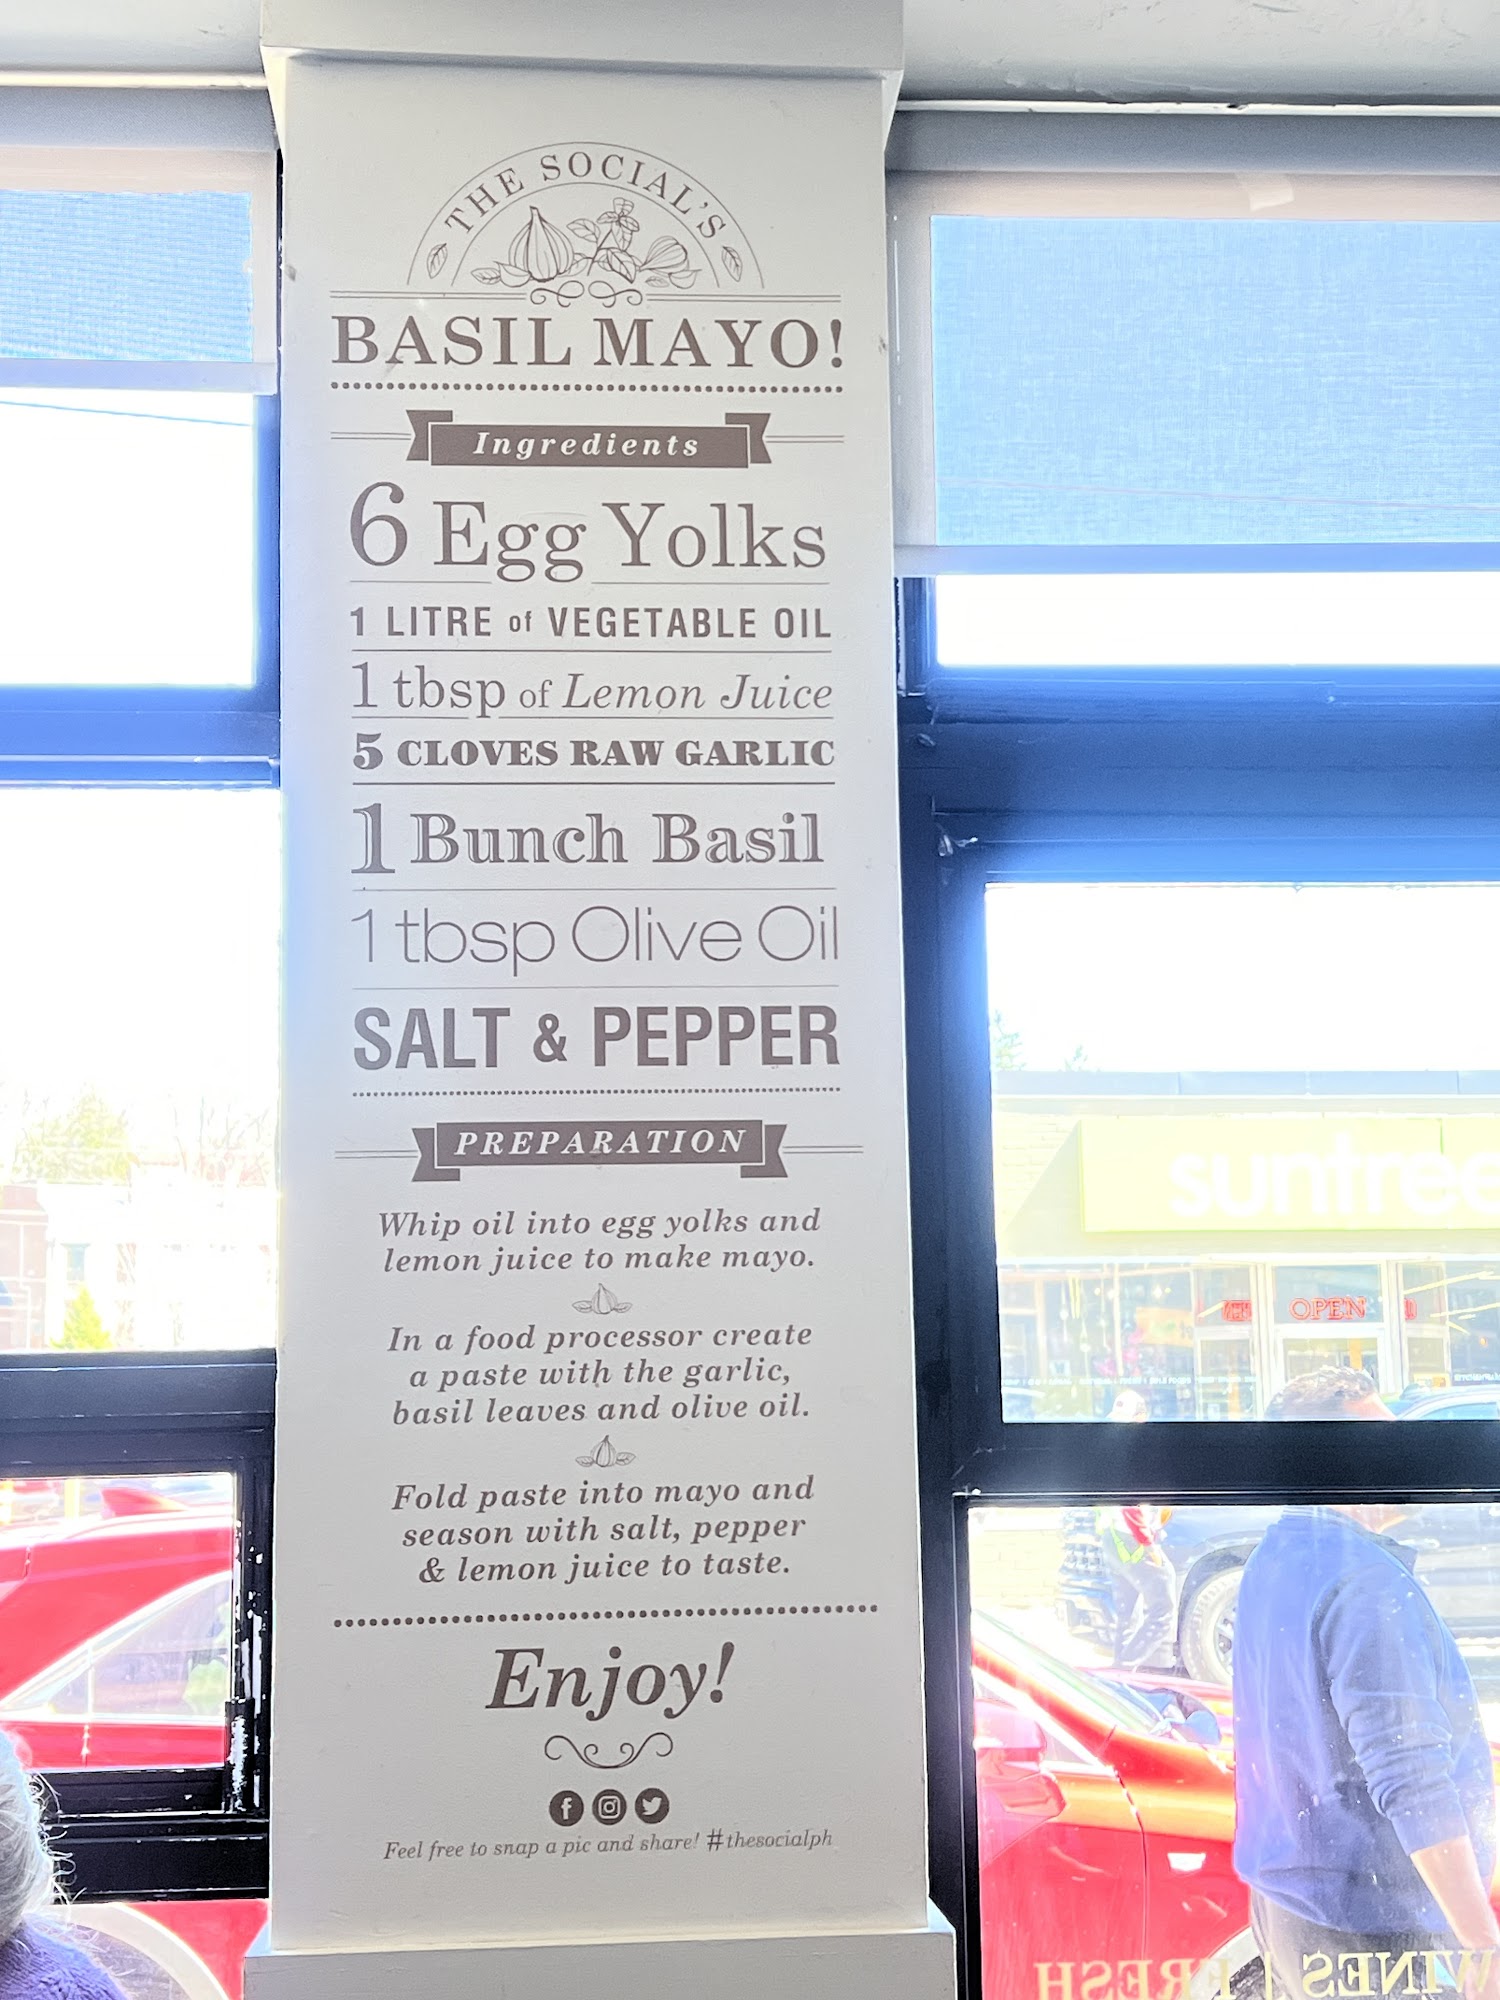 THE SOCIAL'S
BASIL MAYO!
Ingredients
6 Egg Yolks
1 LITRE of VEGETABLE OIL
1 tbsp of Lemon Juice
5 CLOVES RAW GARLIC
1 Bunch Basil
1 tbsp Olive Oil
SALT & PEPPER
PREPARATION
Whip oil into egg yolks and
lemon juice to make mayo.
In a food processor create
a paste with the garlic,
basil leaves and olive oil.
Fold paste into mayo and
season with salt, pepper
& lemon juice to taste.
Enjoy!
Feel free to snap a pic and share! #thesocialph
suntree
OPEN
WINES / FRESH